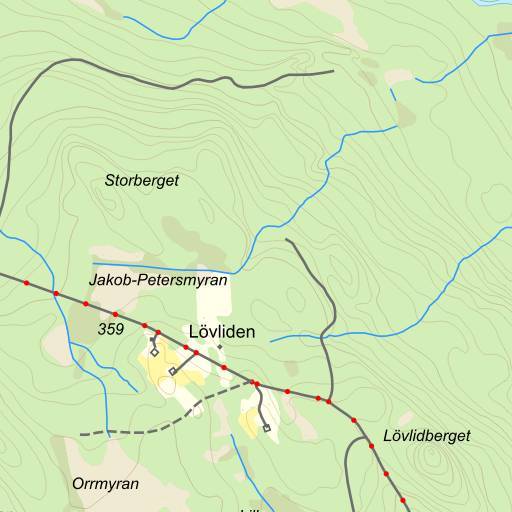 Storberget
Jakob-Petersmyran
359
Lövliden
Lövlidberget
Orrmyran